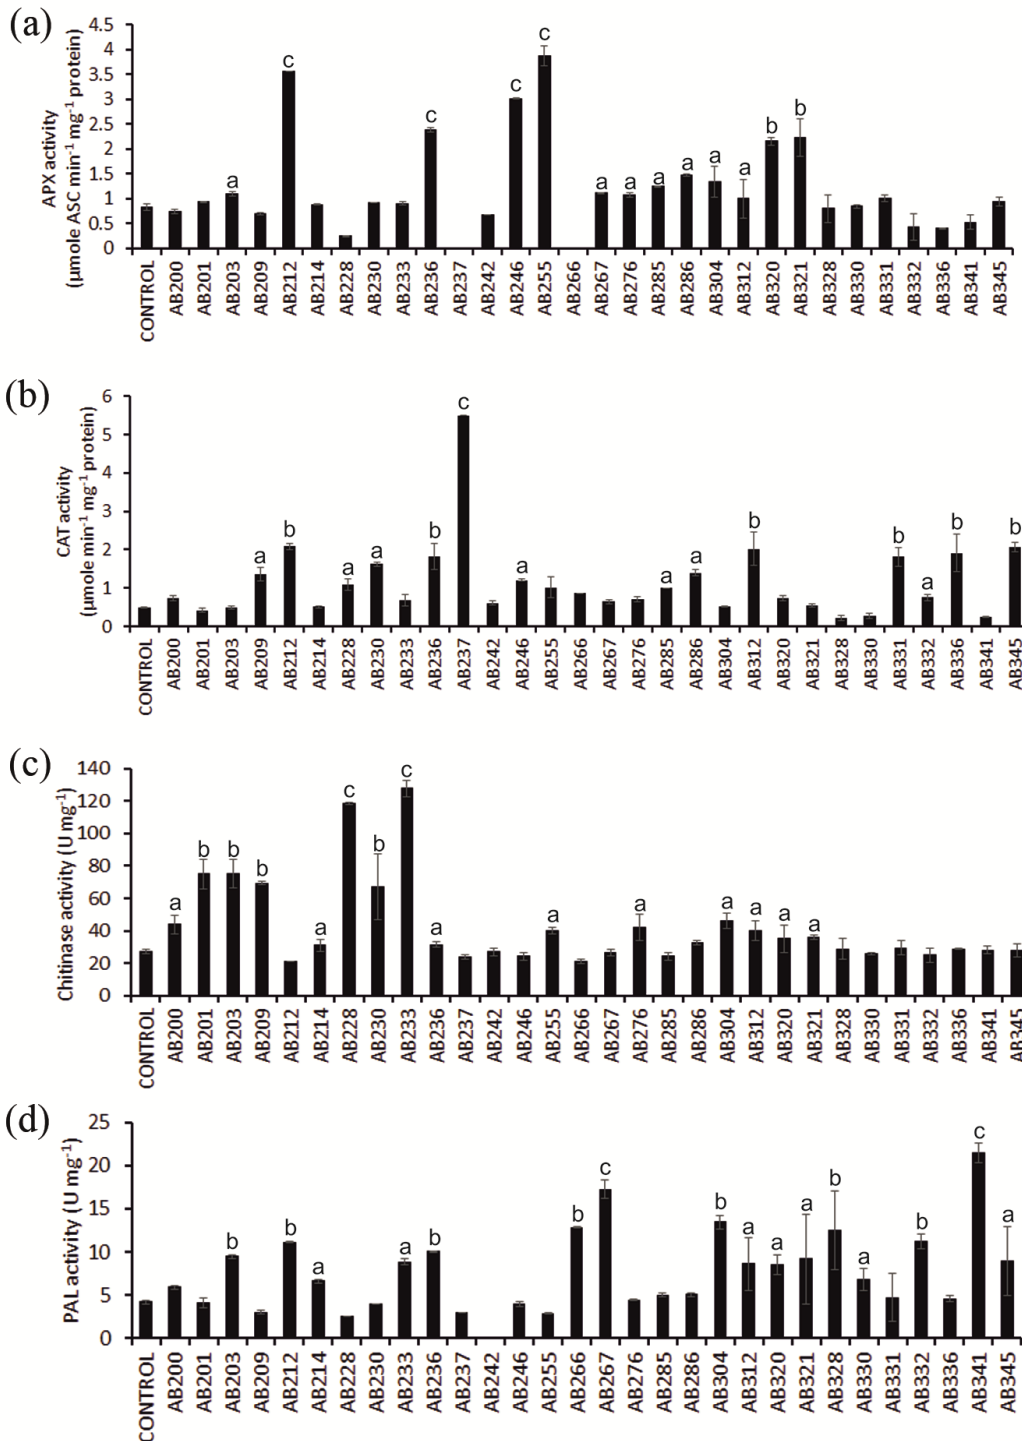 (a)
APX activity
(µmole ASC min⁻¹ mg⁻¹ protein)
4.5
4
3.5
3
2.5
2
1.5
1
0.5
0
a c c c c a a a a a a b b
CONTROL AB200 AB201 AB203 AB209 AB212 AB214 AB228 AB230 AB233 AB236 AB237 AB242 AB246 AB255 AB266 AB267 AB276 AB285 AB286 AB304 AB312 AB320 AB321 AB328 AB330 AB331 AB332 AB336 AB341 AB345
(b)
CAT activity
(µmole min⁻¹ mg⁻¹ protein)
6
5
4
3
2
1
0
a b a a b c a a a b b a b b
CONTROL AB200 AB201 AB203 AB209 AB212 AB214 AB228 AB230 AB233 AB236 AB237 AB242 AB246 AB255 AB266 AB267 AB276 AB285 AB286 AB304 AB312 AB320 AB321 AB328 AB330 AB331 AB332 AB336 AB341 AB345
(c)
Chitinase activity (U mg⁻¹)
140
120
100
80
60
40
20
0
a b b b a c b c a a a a a a a
CONTROL AB200 AB201 AB203 AB209 AB212 AB214 AB228 AB230 AB233 AB236 AB237 AB242 AB246 AB255 AB266 AB267 AB276 AB285 AB286 AB304 AB312 AB320 AB321 AB328 AB330 AB331 AB332 AB336 AB341 AB345
(d)
PAL activity (U mg⁻¹)
25
20
15
10
5
0
b b a a b b c b a a a b a b c a
CONTROL AB200 AB201 AB203 AB209 AB212 AB214 AB228 AB230 AB233 AB236 AB237 AB242 AB246 AB255 AB266 AB267 AB276 AB285 AB286 AB304 AB312 AB320 AB321 AB328 AB330 AB331 AB332 AB336 AB341 AB345